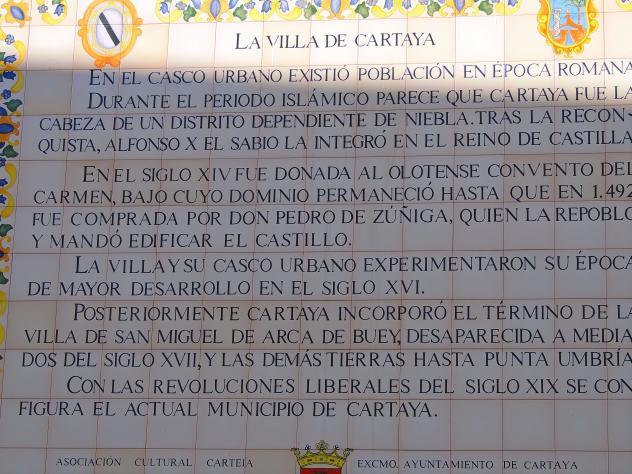 LA VILLA DE CARTAYA
EN EL CASCO URBANO EXISTIÓ POBLACIÓN EN ÉPOCA ROMANA
DURANTE EL PERIODO ISLÁMICO PARECE QUE CARTAYA FUE LA
CABEZA DE UN DISTRITO DEPENDIENTE DE NIEBLA. TRAS LA RECON-
QUISTA, ALFONSO X EL SABIO LA INTEGRÓ EN EL REINO DE CASTILLA
EN EL SIGLO XIV FUE DONADA AL OLOTENSE CONVENTO DEL
CARMEN, BAJO CUYO DOMINIO PERMANECIÓ HASTA QUE EN 1.492
FUE COMPRADA POR DON PEDRO DE ZÚÑIGA, QUIEN LA REPOBLO
Y MANDÓ EDIFICAR EL CASTILLO.
LA VILLA Y SU CASCO URBANO EXPERIMENTARON SU ÉPOCA
DE MAYOR DESARROLLO EN EL SIGLO XVI.
POSTERIORMENTE CARTAYA INCORPORÓ EL TÉRMINO DE LA
VILLA DE SAN MIGUEL DE ARCA DE BUEY, DESAPARECIDA A MEDIA
DOS DEL SIGLO XVII, Y LAS DEMÁS TIERRAS HASTA PUNTA UMBRÍA
CON LAS REVOLUCIONES LIBERALES DEL SIGLO XIX SE CON
FIGURA EL ACTUAL MUNICIPIO DE CARTAYA.
ASOCIACIÓN CULTURAL CARTEIA EXCMO. AYUNTAMIENTO DE CARTAYA